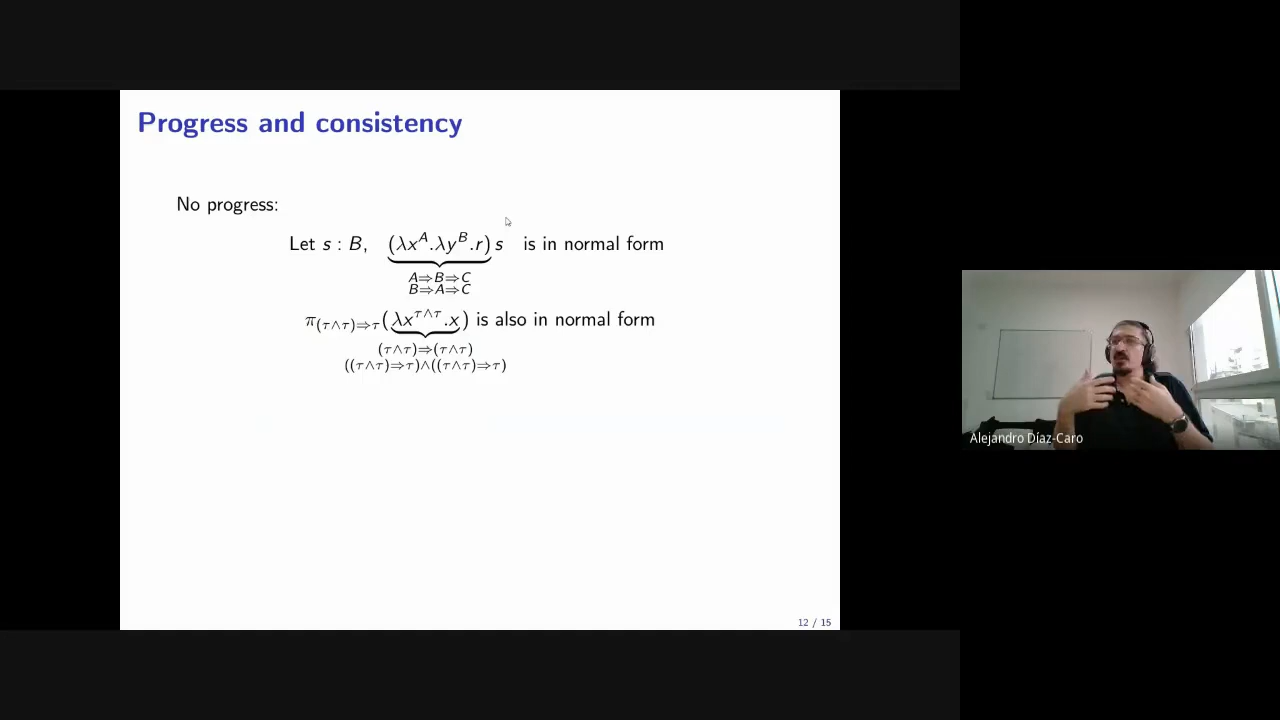 Progress and consistency
No progress:
Let s : B, (λx^A.λy^B.r) s is in normal form
A⇒B⇒C
B⇒A⇒C
π_(τ∧τ)⇒τ(λx^τ∧τ.x) is also in normal form
(τ∧τ)⇒(τ∧τ)
((τ∧τ)⇒τ)∧((τ∧τ)⇒τ)
Alejandro Díaz-Caro
12 / 15